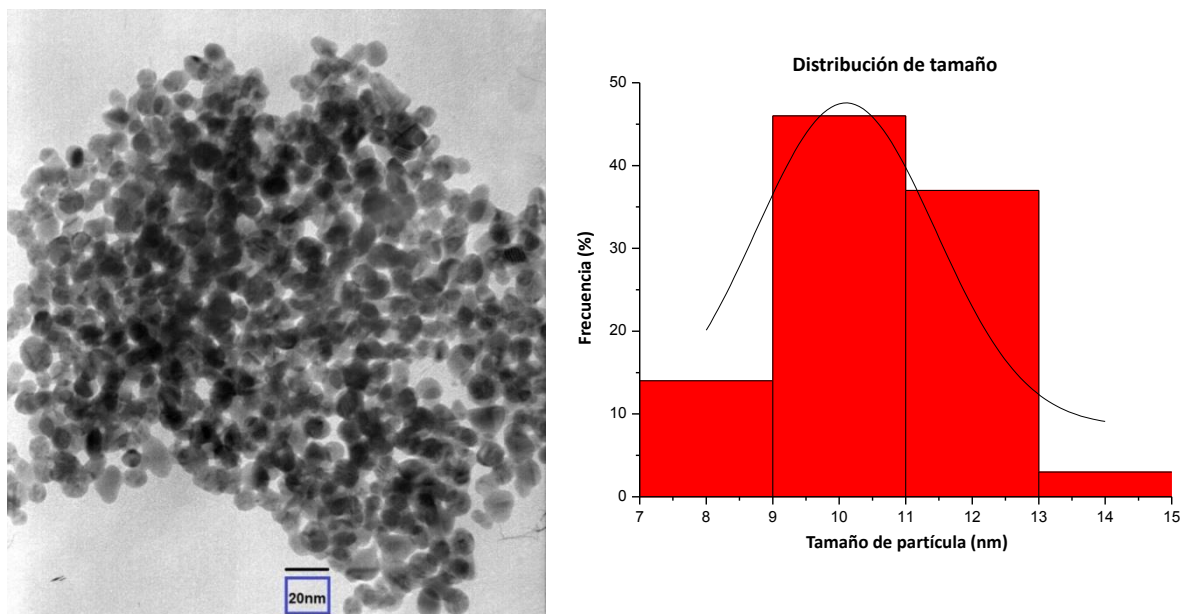 20nm
Distribución de tamaño
50
40
30
20
10
0
Frecuencia (%)
7 8 9 10 11 12 13 14 15
Tamaño de partícula (nm)